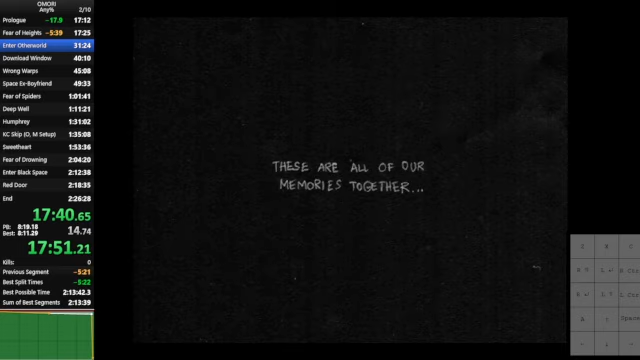 OMORI
Any% 2/10
Prologue -17.9 17:12
Fear of Heights -5:39 17:25
Enter Otherworld 31:24
Download Window 40:10
Wrong Warps 45:08
Space Ex-Boyfriend 49:33
Fear of Spiders 1:01:41
Deep Well 1:11:21
Humphrey 1:31:02
KC Skip (O, M Setup) 1:35:08
Sweetheart 1:53:36
Fear of Drowning 2:04:20
Enter Black Space 2:12:38
Red Door 2:18:35
End 2:26:28
17:40.65
PB: 8:19.18
Best: 8:11.29 14.74
17:51.21
Kills: 0
Previous Segment -5:21
Best Split Times -5:22
Best Possible Time 2:13:42.3
Sum of Best Segments 2:13:39
THESE ARE ALL OF OUR
MEMORIES TOGETHER...
Space